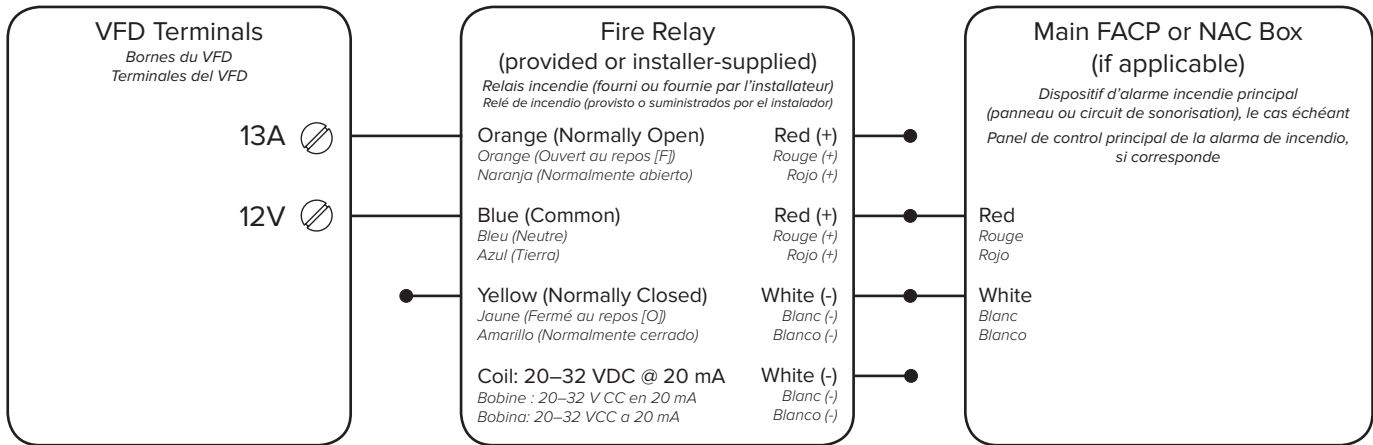 VFD Terminals
Bornes du VFD
Terminales del VFD
13A
12V
Fire Relay
(provided or installer-supplied)
Relais incendie (fourni ou fournie par l'installateur)
Relé de incendio (provisto o suministrados por el instalador)
Orange (Normally Open)
Orange (Ouvert au repos [F])
Naranja (Normalmente abierto)
Red (+)
Rouge (+)
Rojo (+)
Blue (Common)
Bleu (Neutre)
Azul (Tierra)
Red (+)
Rouge (+)
Rojo (+)
Yellow (Normally Closed)
Jaune (Fermé au repos [O])
Amarillo (Normalmente cerrado)
White (-)
Blanc (-)
Blanco (-)
Coil: 20–32 VDC @ 20 mA
Bobine : 20–32 V CC en 20 mA
Bobina: 20–32 VCC a 20 mA
White (-)
Blanc (-)
Blanco (-)
Main FACP or NAC Box
(if applicable)
Dispositif d'alarme incendie principal
(panneau ou circuit de sonorisation), le cas échéant
Panel de control principal de la alarma de incendio,
si corresponde
Red
Rouge
Rojo
White
Blanc
Blanco